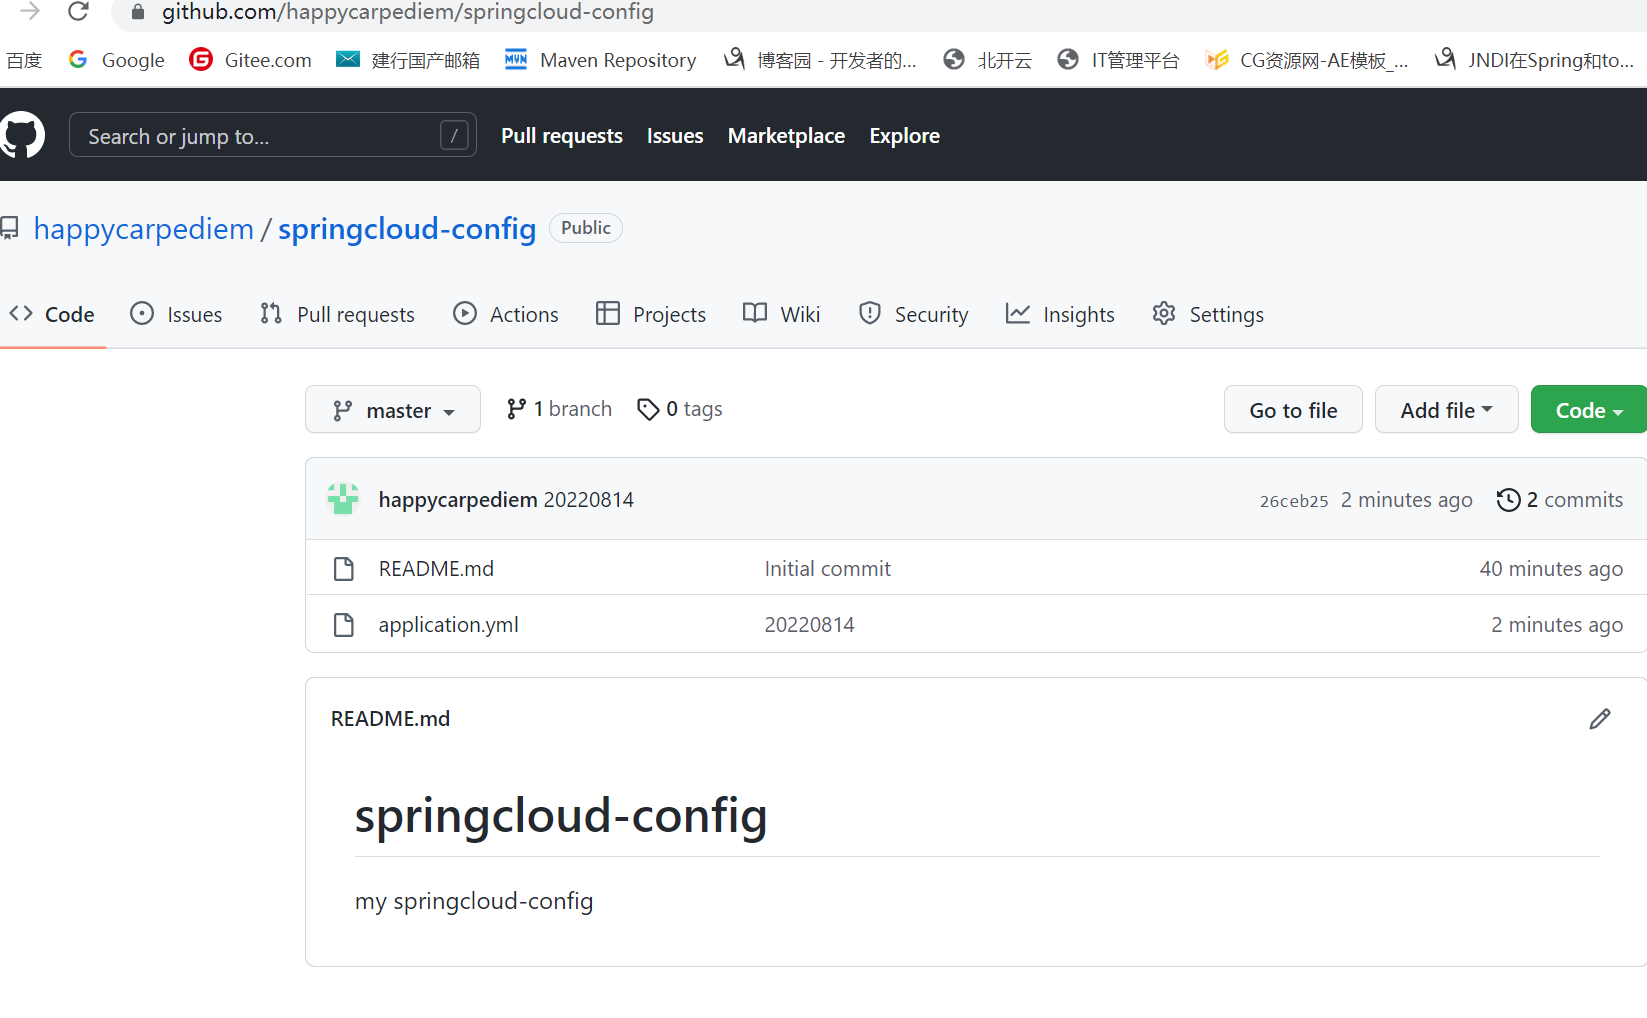 github.com/happycarpediem/springcloud-config
百度 Google Gitee.com 建行国产邮箱 Maven Repository 博客园 - 开发者的... 北开云 IT管理平台 CG资源网-AE模板_... JNDI在Spring和to...
Search or jump to... / Pull requests Issues Marketplace Explore
happycarpediem / springcloud-config Public
Code Issues Pull requests Actions Projects Wiki Security Insights Settings
master 1 branch 0 tags Go to file Add file Code
happycarpediem 20220814 26ceb25 2 minutes ago 2 commits
README.md Initial commit 40 minutes ago
application.yml 20220814 2 minutes ago
README.md
springcloud-config
my springcloud-config